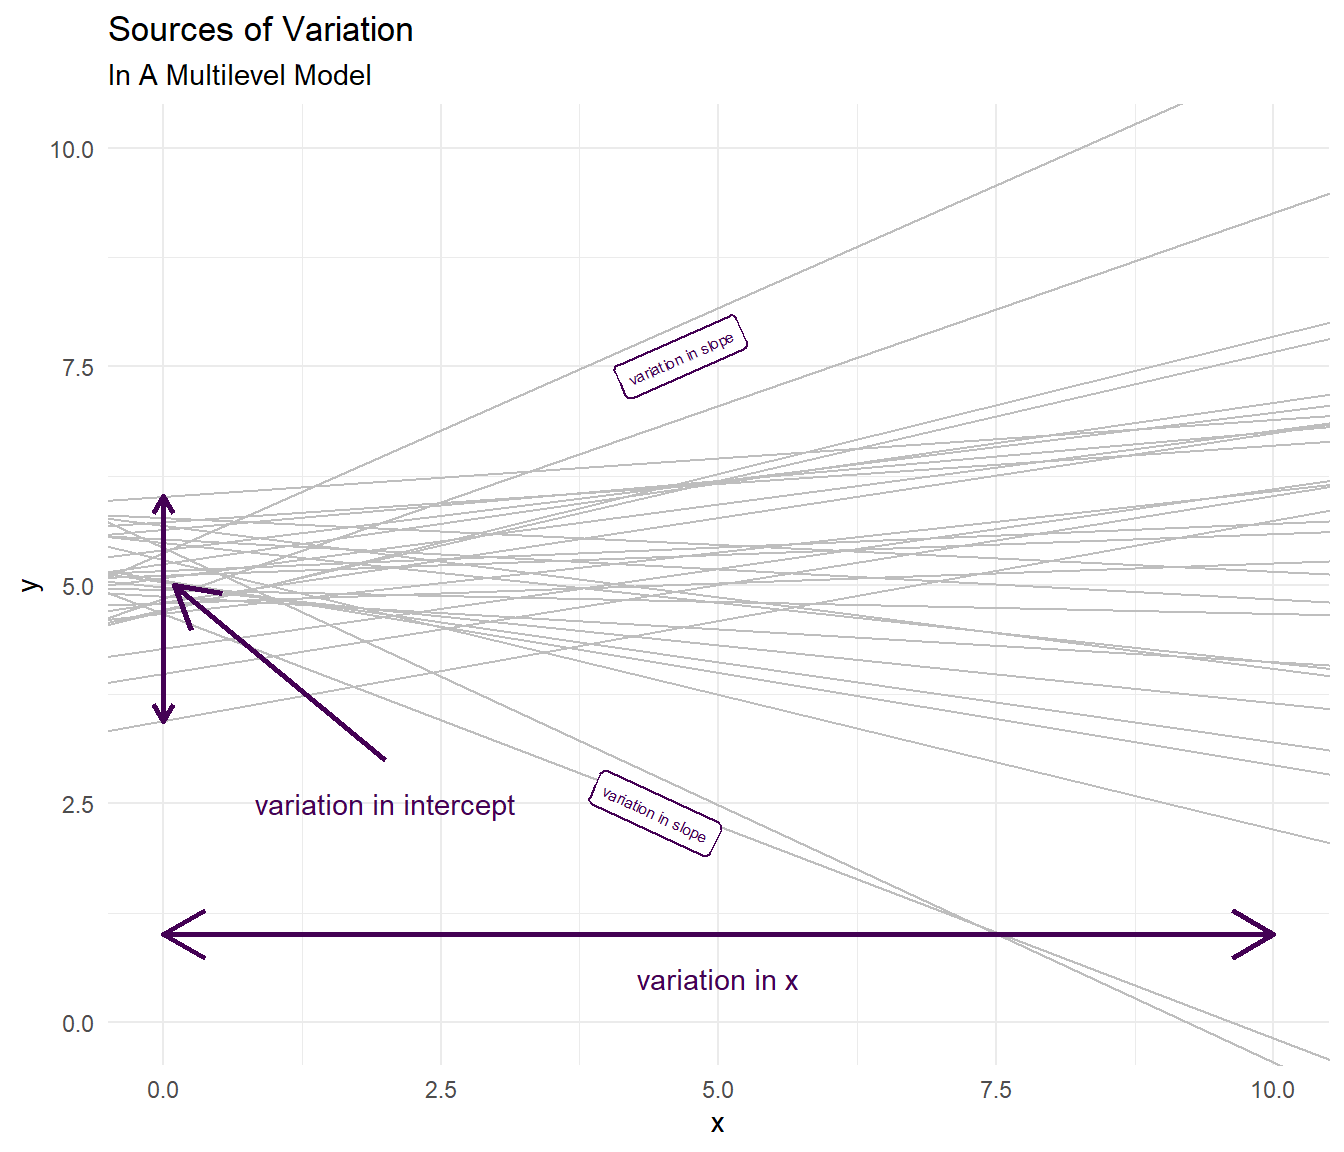 Sources of Variation
In A Multilevel Model
10.0
7.5
5.0
2.5
0.0
y
variation in slope
variation in intercept
variation in slope
variation in x
0.0 2.5 5.0 7.5 10.0
x